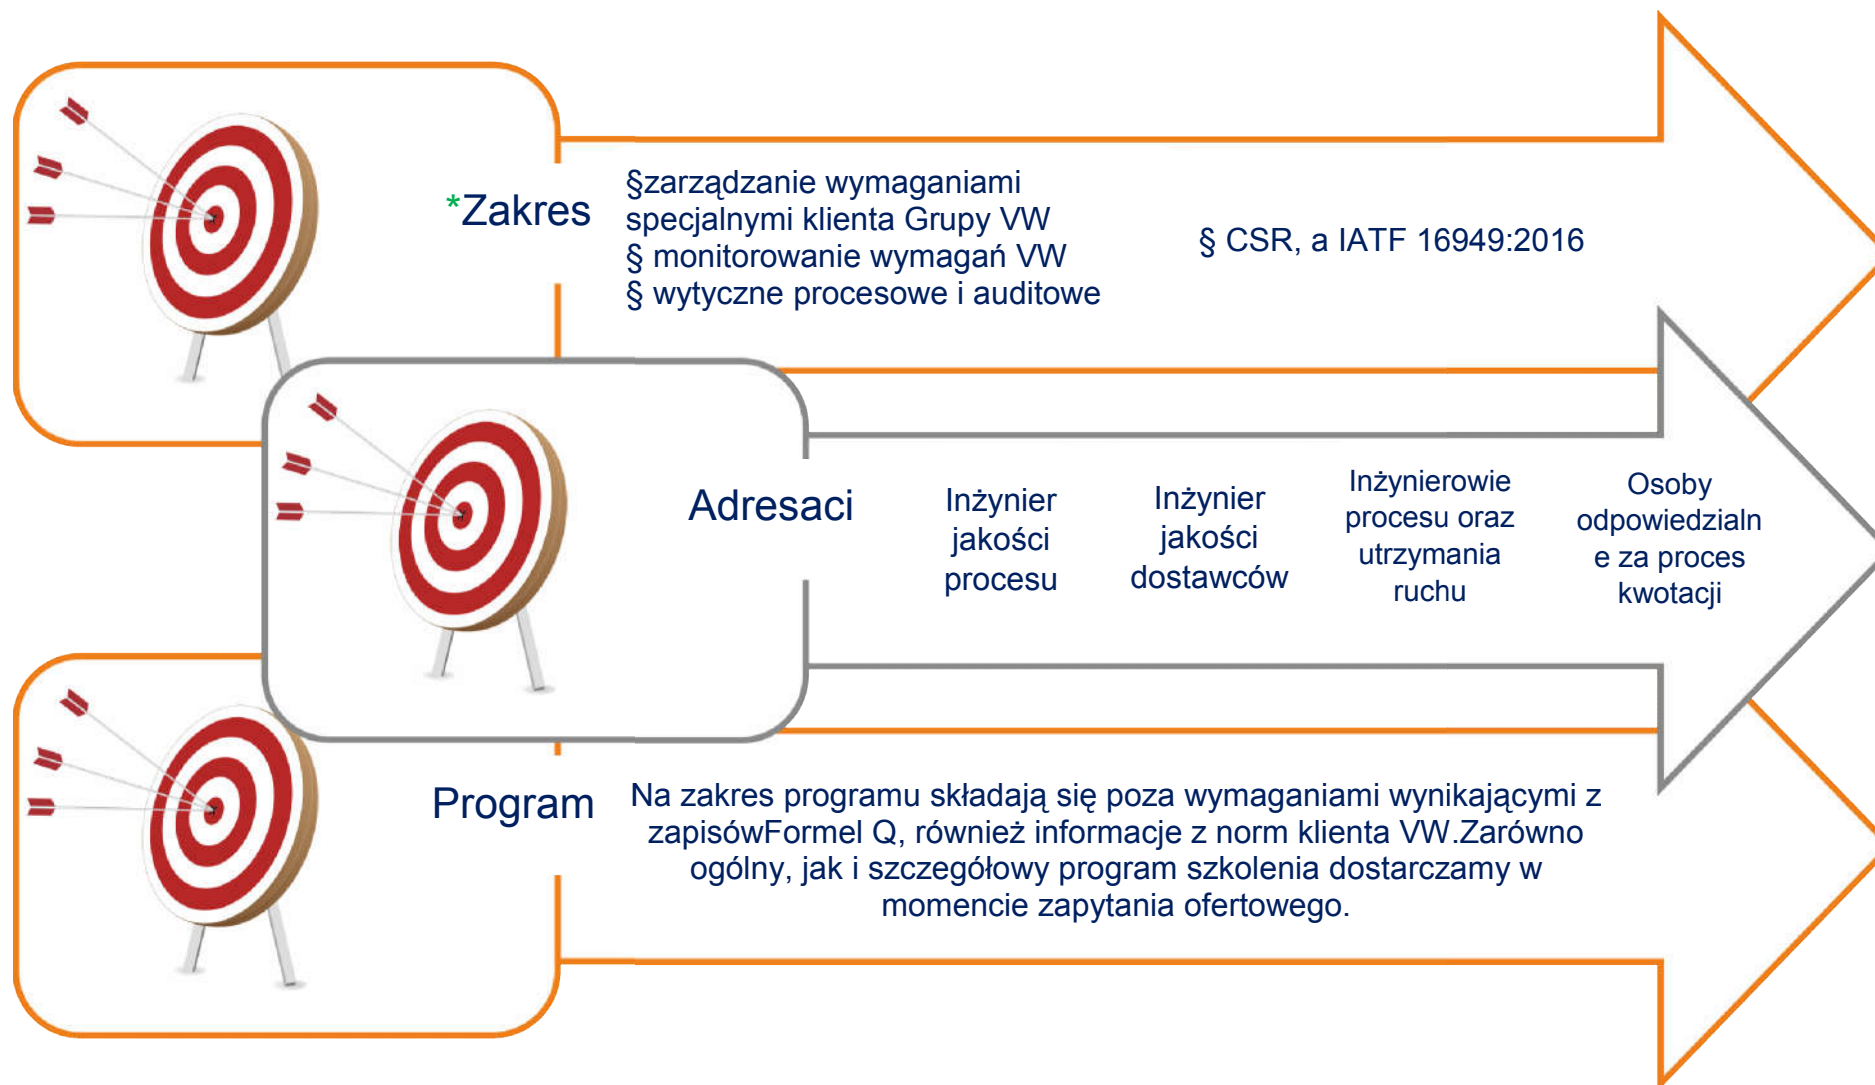 *Zakres
§zarządzanie wymaganiami
specjalnymi klienta Grupy VW
§ monitorowanie wymagań VW
§ wytyczne procesowe i auditowe
§ CSR, a IATF 16949:2016
Adresaci
Inżynier
jakości
procesu
Inżynier
jakości
dostawców
Inżynierowie
procesu oraz
utrzymania
ruchu
Osoby
odpowiedzialn
e za proces
kwotacji
Program
Na zakres programu składają się poza wymaganiami wynikającymi z
zapisówFormel Q, również informacje z norm klienta VW.Zarówno
ogólny, jak i szczegółowy program szkolenia dostarczamy w
momencie zapytania ofertowego.